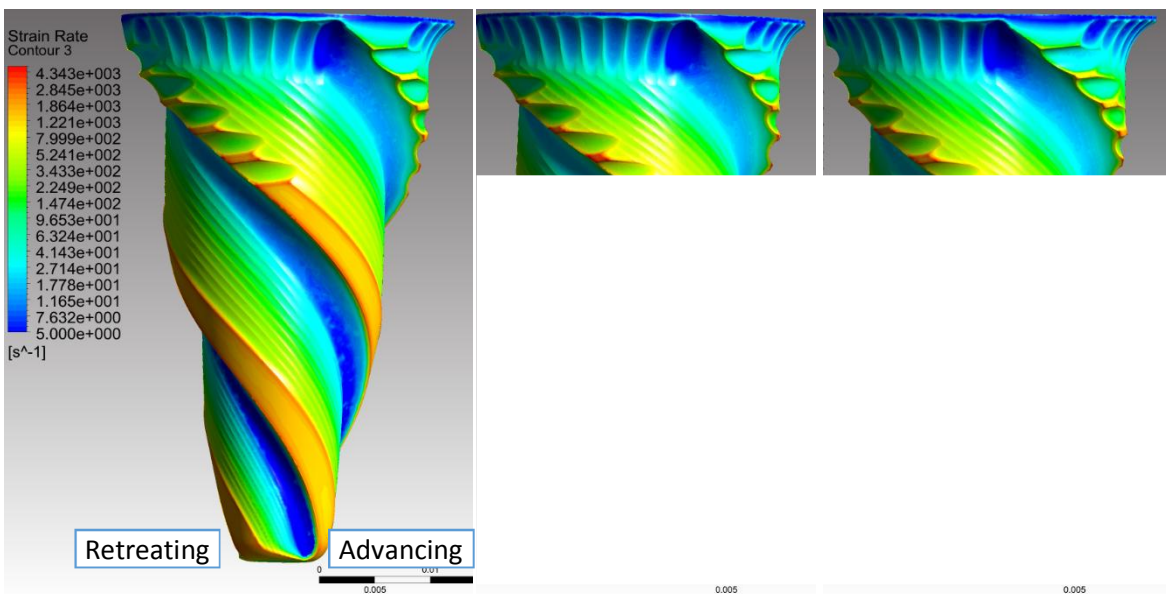 Strain Rate
Contour 3
4.343e+003
2.845e+003
1.864e+003
1.221e+003
7.999e+002
5.241e+002
3.433e+002
2.249e+002
1.474e+002
9.653e+001
6.324e+001
4.143e+001
2.714e+001
1.778e+001
1.165e+001
7.632e+000
5.000e+000
[s^-1]
Retreating
Advancing
0
0.01
0.005
0.005
0.005